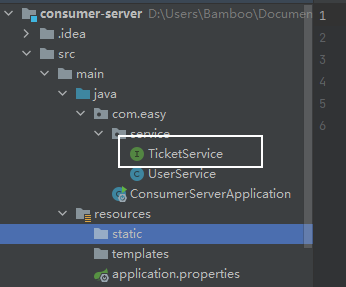 consumer-server D:\Users\Bamboo\Documen
.idea
src
main
java
com.easy
service
I TicketService
C UserService
ConsumerServerApplication
resources
static
templates
application.properties
1
2
3
4
5
6